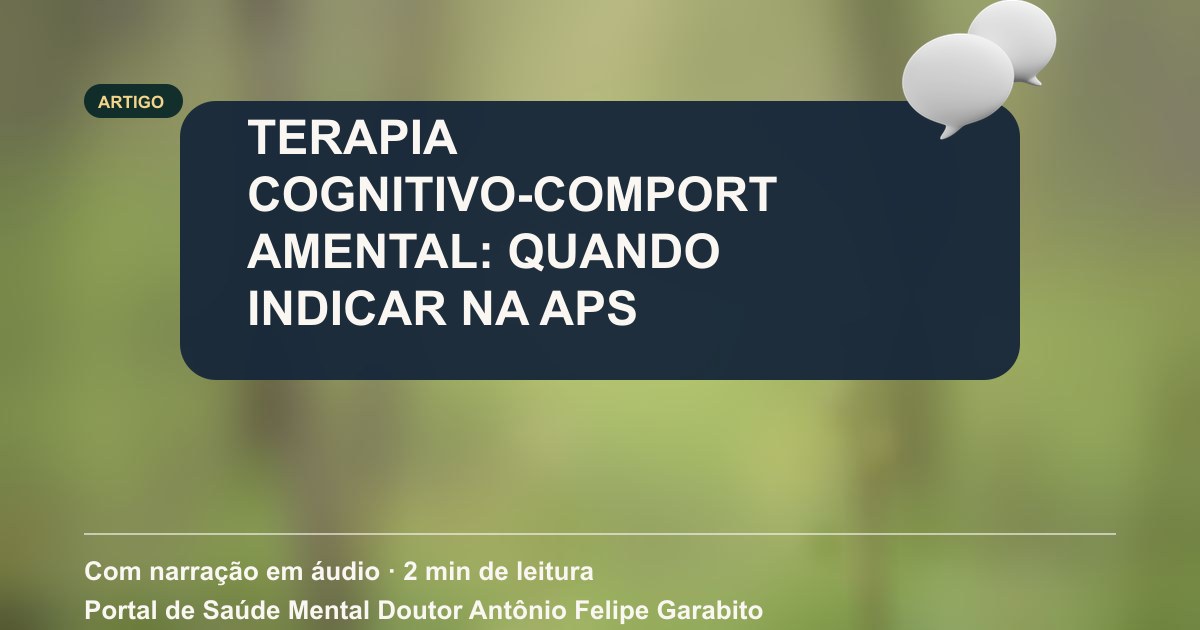 ARTIGO
TERAPIA
COGNITIVO-COMPORT
AMENTAL: QUANDO
INDICAR NA APS
Com narração em áudio · 2 min de leitura
Portal de Saúde Mental Doutor Antônio Felipe Garabito